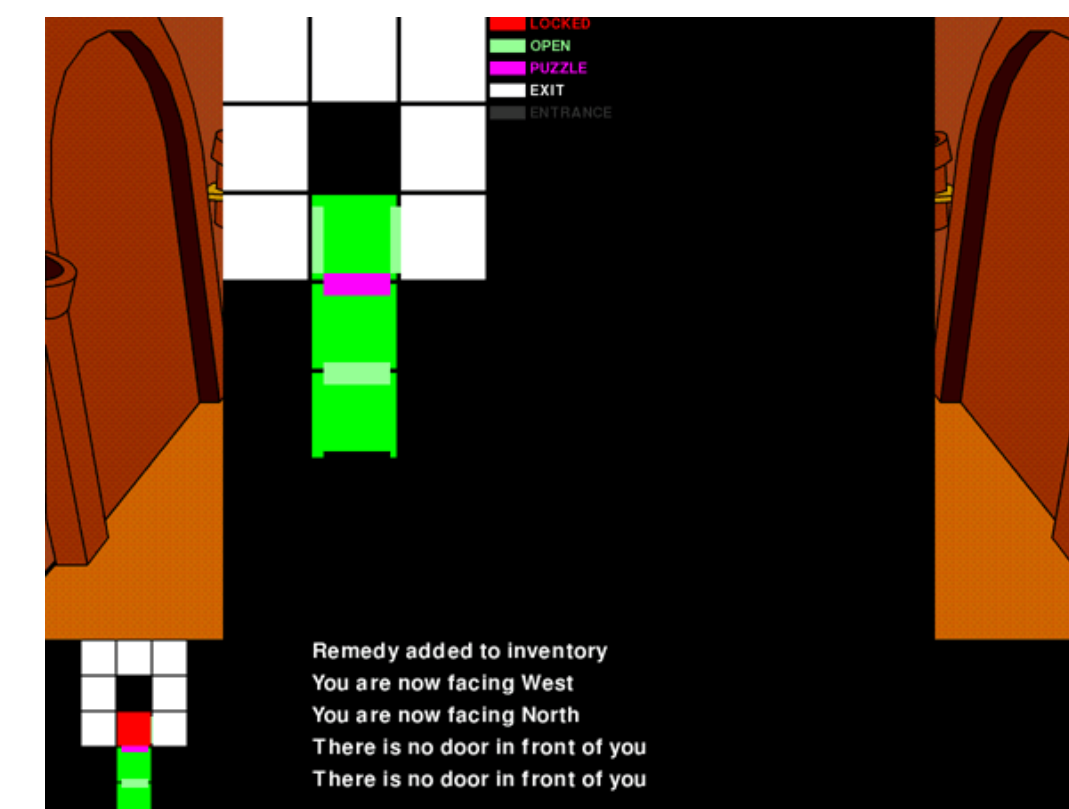 LOCKED
OPEN
PUZZLE
EXIT
ENTRANCE
Remedy added to inventory
You are now facing West
You are now facing North
There is no door in front of you
There is no door in front of you